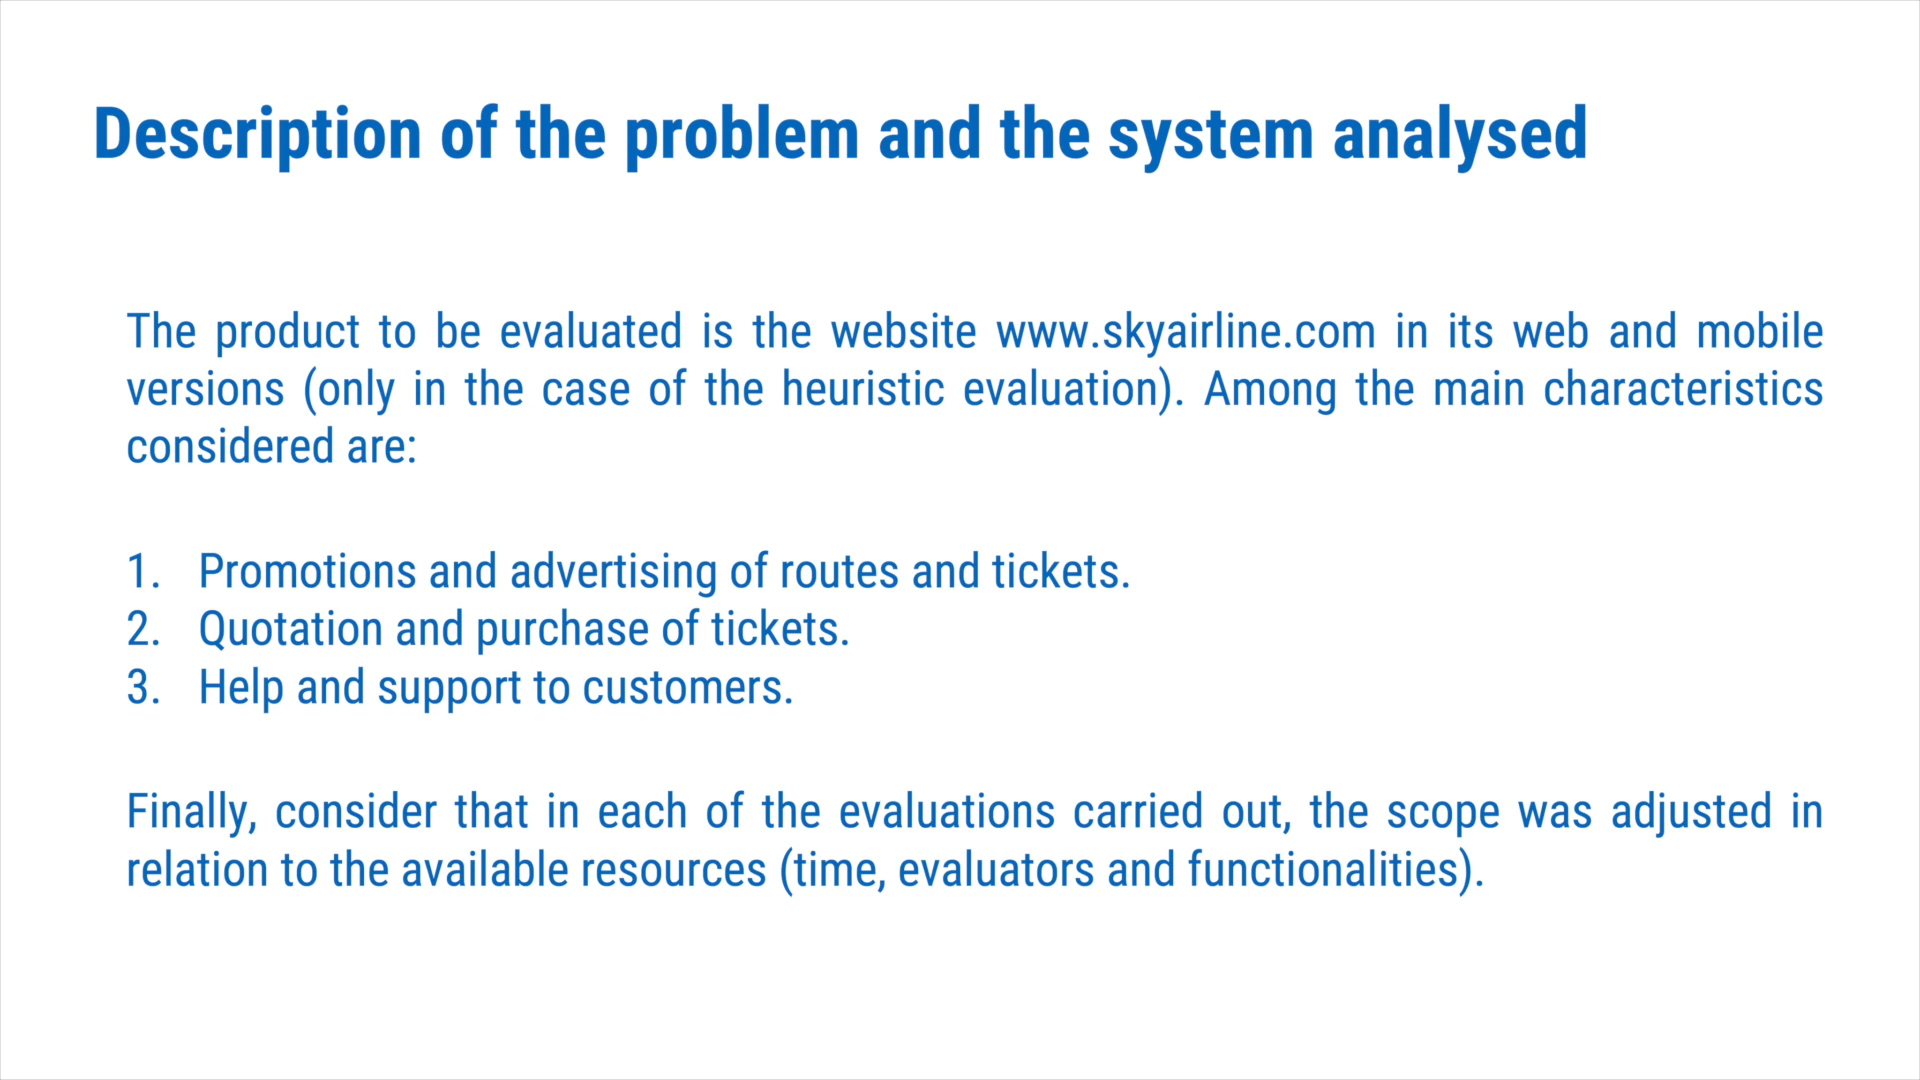 Description of the problem and the system analysed
The product to be evaluated is the website www.skyairline.com in its web and mobile
versions (only in the case of the heuristic evaluation). Among the main characteristics
considered are:
1. Promotions and advertising of routes and tickets.
2. Quotation and purchase of tickets.
3. Help and support to customers.
Finally, consider that in each of the evaluations carried out, the scope was adjusted in
relation to the available resources (time, evaluators and functionalities).